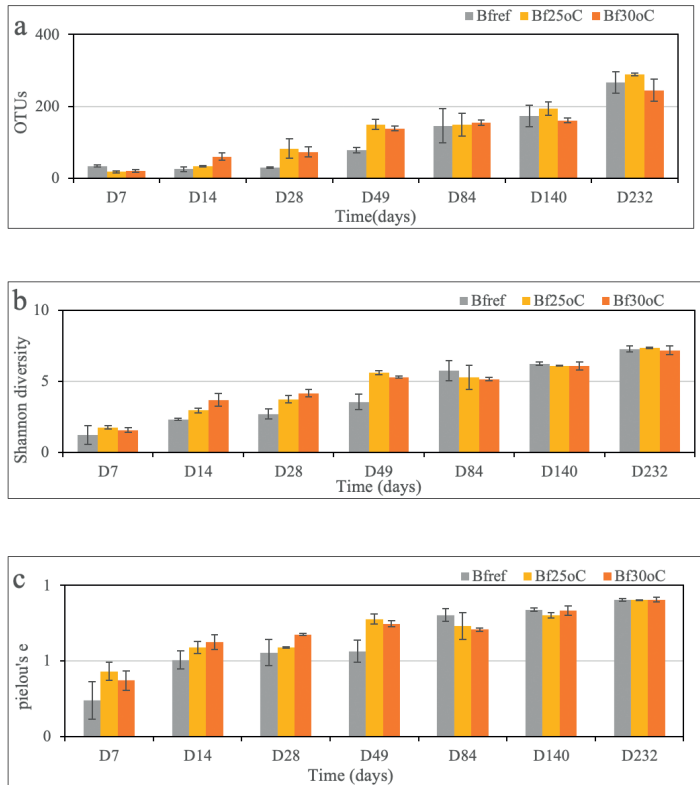 a
Bfref Bf25oC Bf30oC
400
200
0
OTUs
D7 D14 D28 D49 D84 D140 D232
Time(days)
b
Bfref Bf25oC Bf30oC
10
5
0
Shannon diversity
D7 D14 D28 D49 D84 D140 D232
Time (days)
c
Bfref Bf25oC Bf30oC
1
1
0
pielou's e
D7 D14 D28 D49 D84 D140 D232
Time (days)